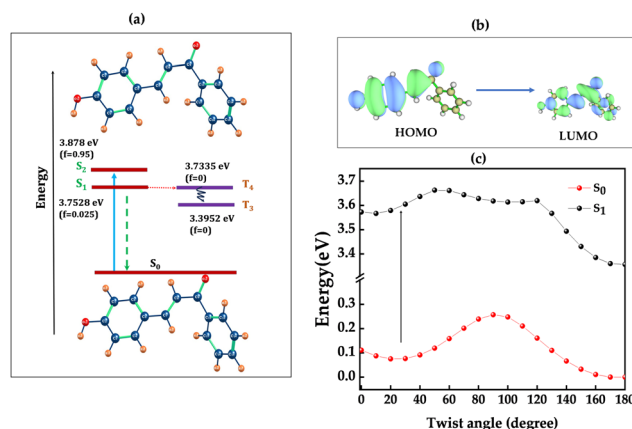 (a)
Energy
3.878 eV
(f=0.95)
S2
S1
3.7528 eV
(f=0.025)
3.7335 eV
(f=0)
T4
T3
3.3952 eV
(f=0)
S0
(b)
HOMO
LUMO
(c)
S0
S1
Energy(eV)
3.7
3.6
3.5
3.4
0.3
0.2
0.1
0.0
0 20 40 60 80 100 120 140 160 180
Twist angle (degree)